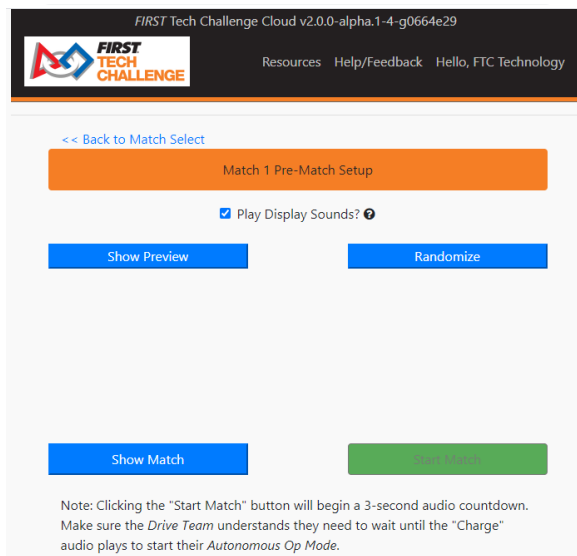 FIRST Tech Challenge Cloud v2.0.0-alpha.1-4-g0664e29
FIRST
TECH
CHALLENGE
Resources Help/Feedback Hello, FTC Technology
<< Back to Match Select
Match 1 Pre-Match Setup
Play Display Sounds?
Show Preview
Randomize
Show Match
Start Match
Note: Clicking the "Start Match" button will begin a 3-second audio countdown.
Make sure the Drive Team understands they need to wait until the "Charge"
audio plays to start their Autonomous Op Mode.